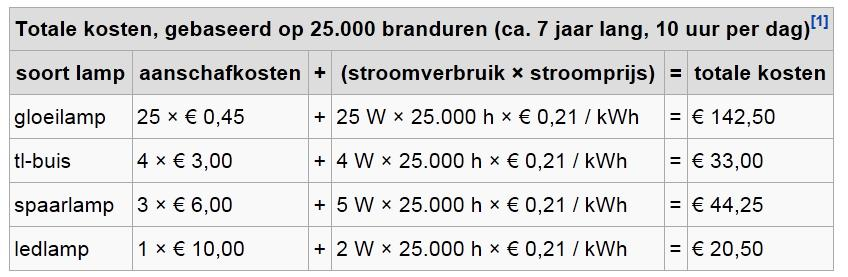 Totale kosten, gebaseerd op 25.000 branduren (ca. 7 jaar lang, 10 uur per dag)[1]
soort lamp aanschafkosten + (stroomverbruik × stroomprijs) = totale kosten
gloeilamp 25 × € 0,45 + 25 W × 25.000 h × € 0,21 / kWh = € 142,50
tl-buis 4 × € 3,00 + 4 W × 25.000 h × € 0,21 / kWh = € 33,00
spaarlamp 3 × € 6,00 + 5 W × 25.000 h × € 0,21 / kWh = € 44,25
ledlamp 1 × € 10,00 + 2 W × 25.000 h × € 0,21 / kWh = € 20,50